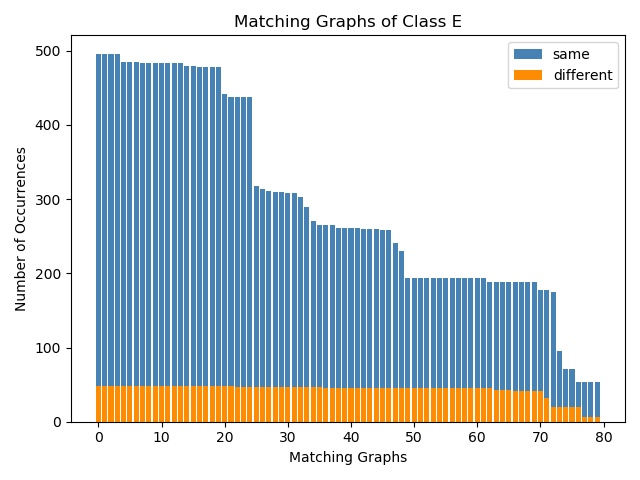 Matching Graphs of Class E
same
different
Number of Occurrences
500
400
300
200
100
0
0 10 20 30 40 50 60 70 80
Matching Graphs